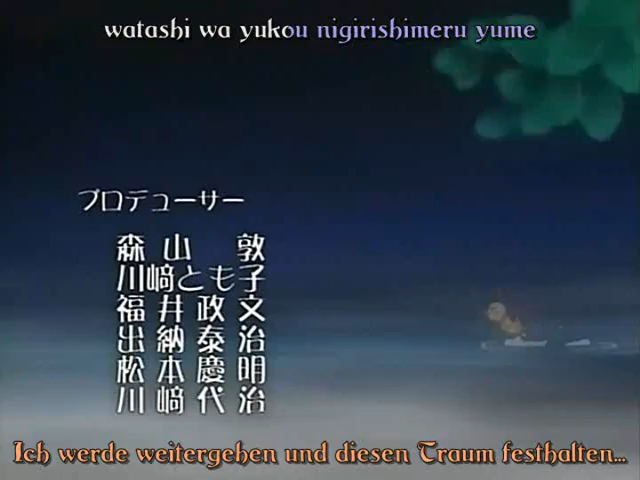 watashi wa yukou nigirishimeru yume
プロデューサー
森山 敦
川﨑とも子
福井政文
出納泰治
松本慶明
川﨑代治
Ich werde weitergehen und diesen Traum festhalten...